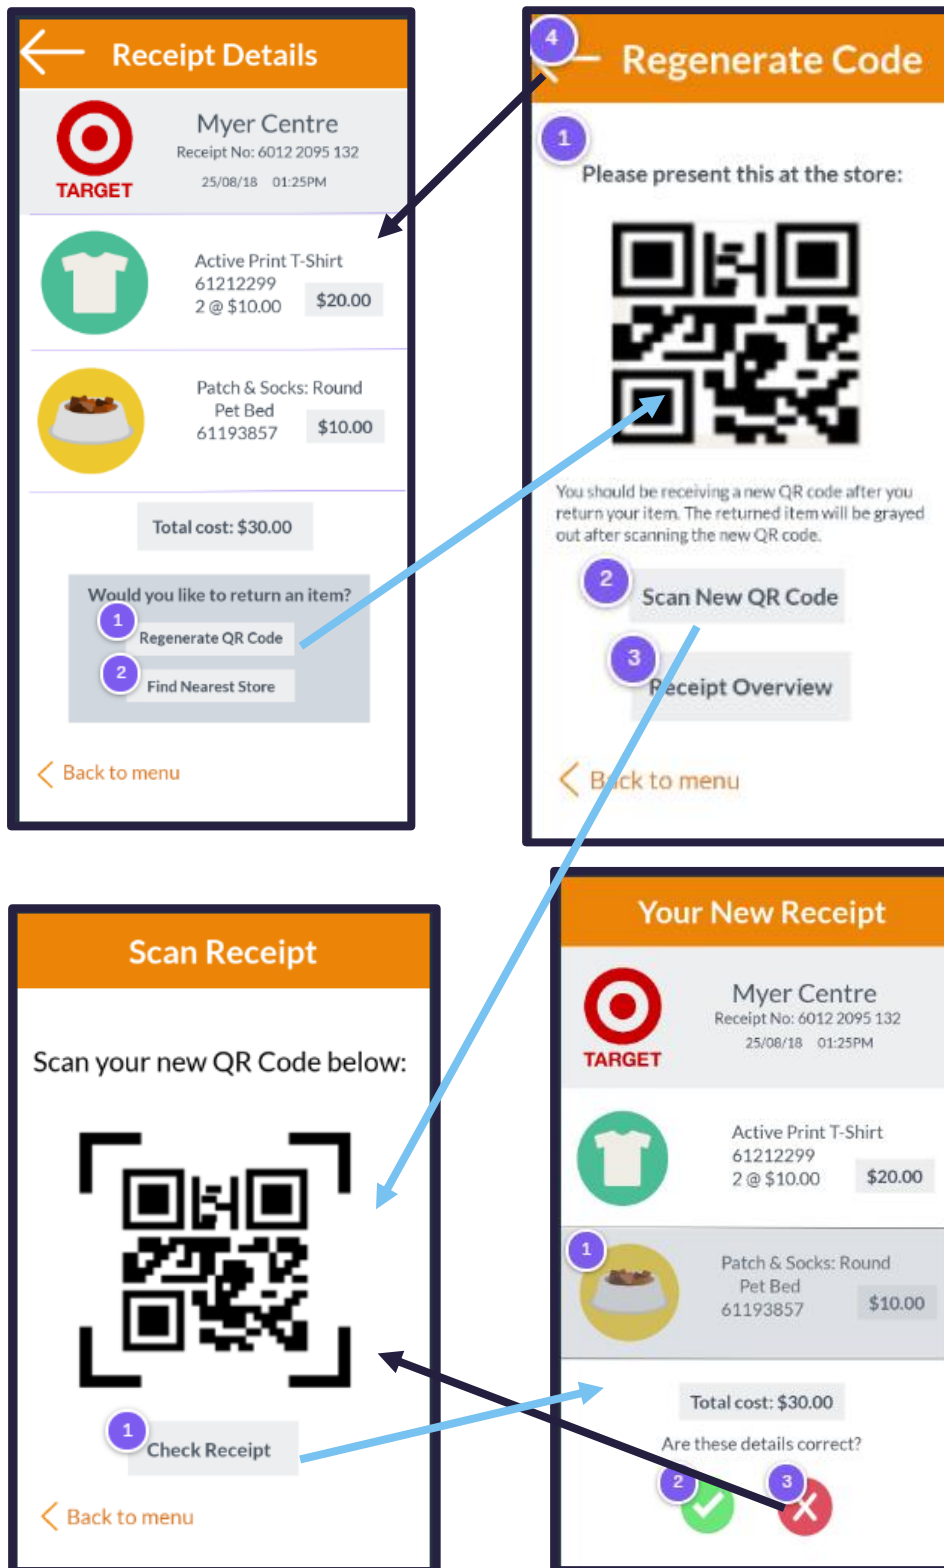 Receipt Details
TARGET
Myer Centre
Receipt No: 6012 2095 132
25/08/18 01:25PM
Active Print T-Shirt
61212299
2 @ $10.00
$20.00
Patch & Socks: Round
Pet Bed
61193857
$10.00
Total cost: $30.00
Would you like to return an item?
1
Regenerate QR Code
2
Find Nearest Store
Back to menu
4
Regenerate Code
1
Please present this at the store:
You should be receiving a new QR code after you
return your item. The returned item will be grayed
out after scanning the new QR code.
2
Scan New QR Code
3
Receipt Overview
Back to menu
Scan Receipt
Scan your new QR Code below:
1
Check Receipt
Back to menu
Your New Receipt
TARGET
Myer Centre
Receipt No: 6012 2095 132
25/08/18 01:25PM
Active Print T-Shirt
61212299
2 @ $10.00
$20.00
1
Patch & Socks: Round
Pet Bed
61193857
$10.00
Total cost: $30.00
Are these details correct?
2
3